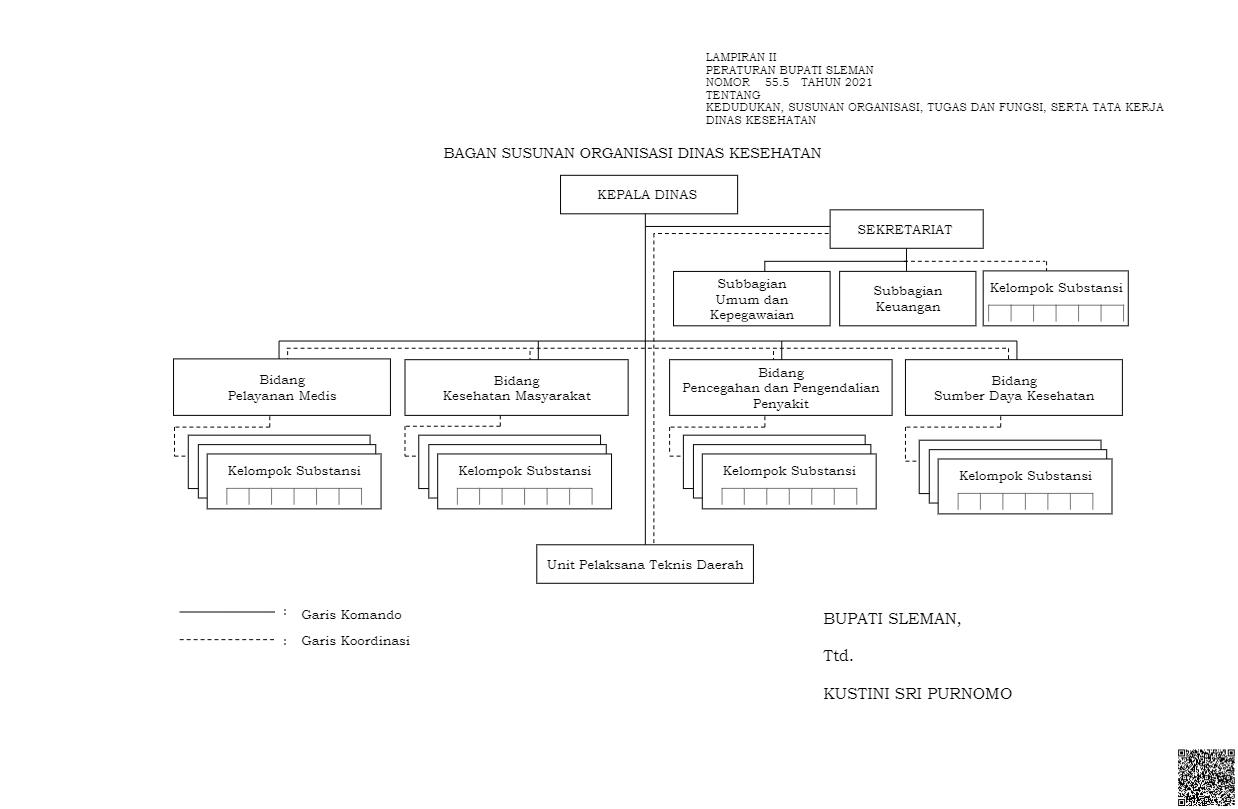 LAMPIRAN II
PERATURAN BUPATI SLEMAN
NOMOR 55.5 TAHUN 2021
TENTANG
KEDUDUKAN, SUSUNAN ORGANISASI, TUGAS DAN FUNGSI, SERTA TATA KERJA
DINAS KESEHATAN
BAGAN SUSUNAN ORGANISASI DINAS KESEHATAN
KEPALA DINAS
SEKRETARIAT
Subbagian
Umum dan
Kepegawaian
Subbagian
Keuangan
Kelompok Substansi
Bidang
Pelayanan Medis
Bidang
Kesehatan Masyarakat
Bidang
Pencegahan dan Pengendalian
Penyakit
Bidang
Sumber Daya Kesehatan
Kelompok Substansi
Kelompok Substansi
Kelompok Substansi
Kelompok Substansi
Unit Pelaksana Teknis Daerah
: Garis Komando
: Garis Koordinasi
BUPATI SLEMAN,
Ttd.
KUSTINI SRI PURNOMO